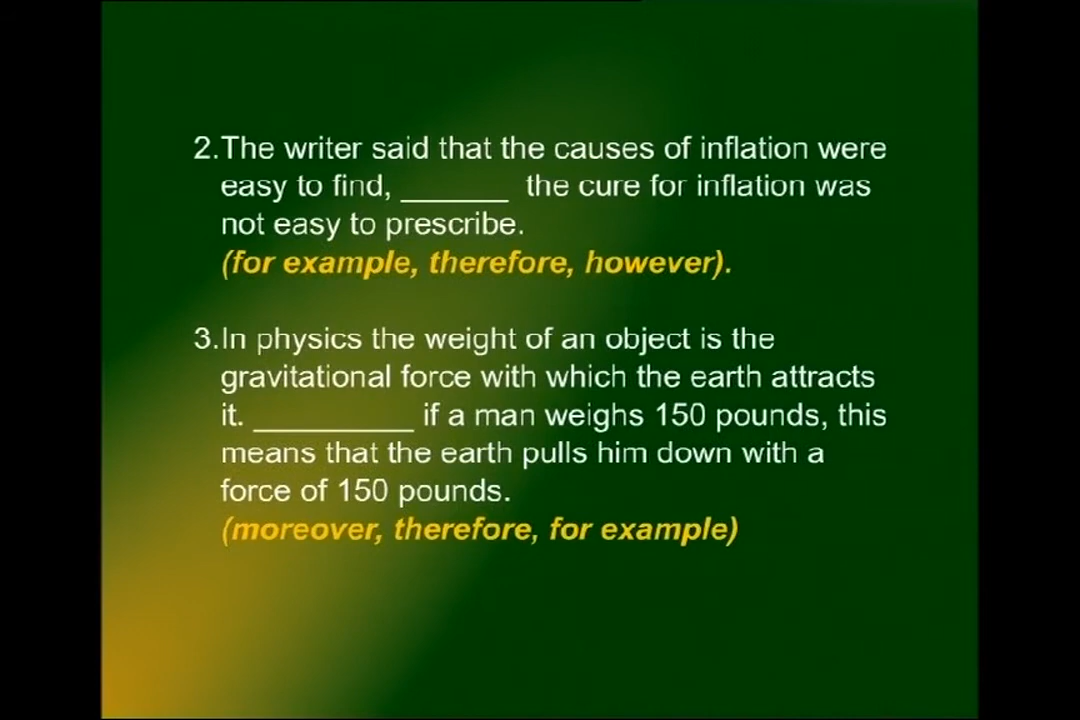 2.The writer said that the causes of inflation were
easy to find, _______ the cure for inflation was
not easy to prescribe.
(for example, therefore, however).
3.In physics the weight of an object is the
gravitational force with which the earth attracts
it. __________ if a man weighs 150 pounds, this
means that the earth pulls him down with a
force of 150 pounds.
(moreover, therefore, for example)